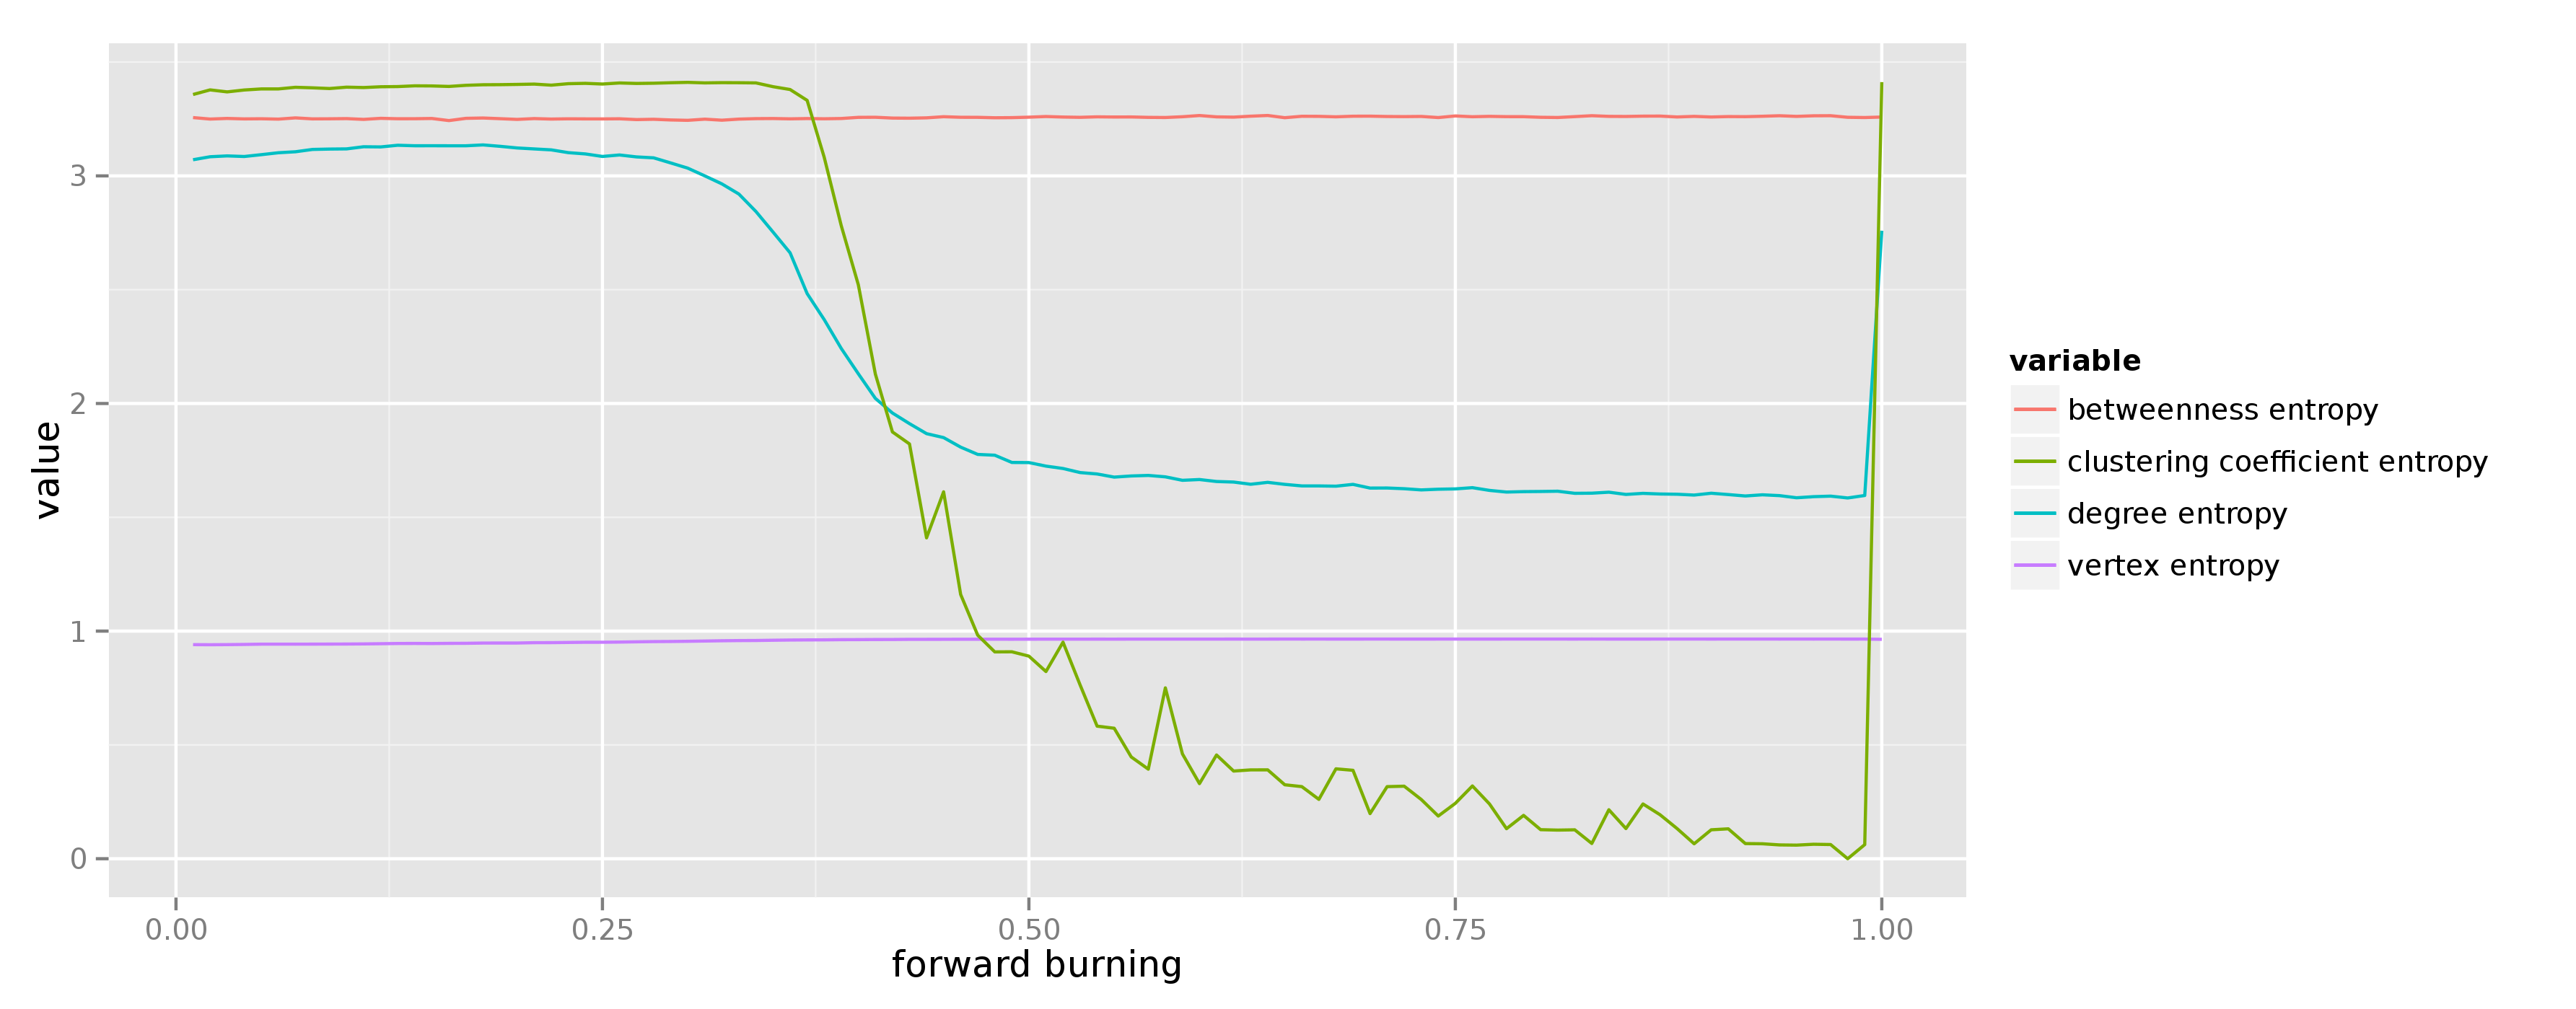 value
3
2
1
0
0.00
0.25
0.50
0.75
1.00
forward burning
variable
betweenness entropy
clustering coefficient entropy
degree entropy
vertex entropy